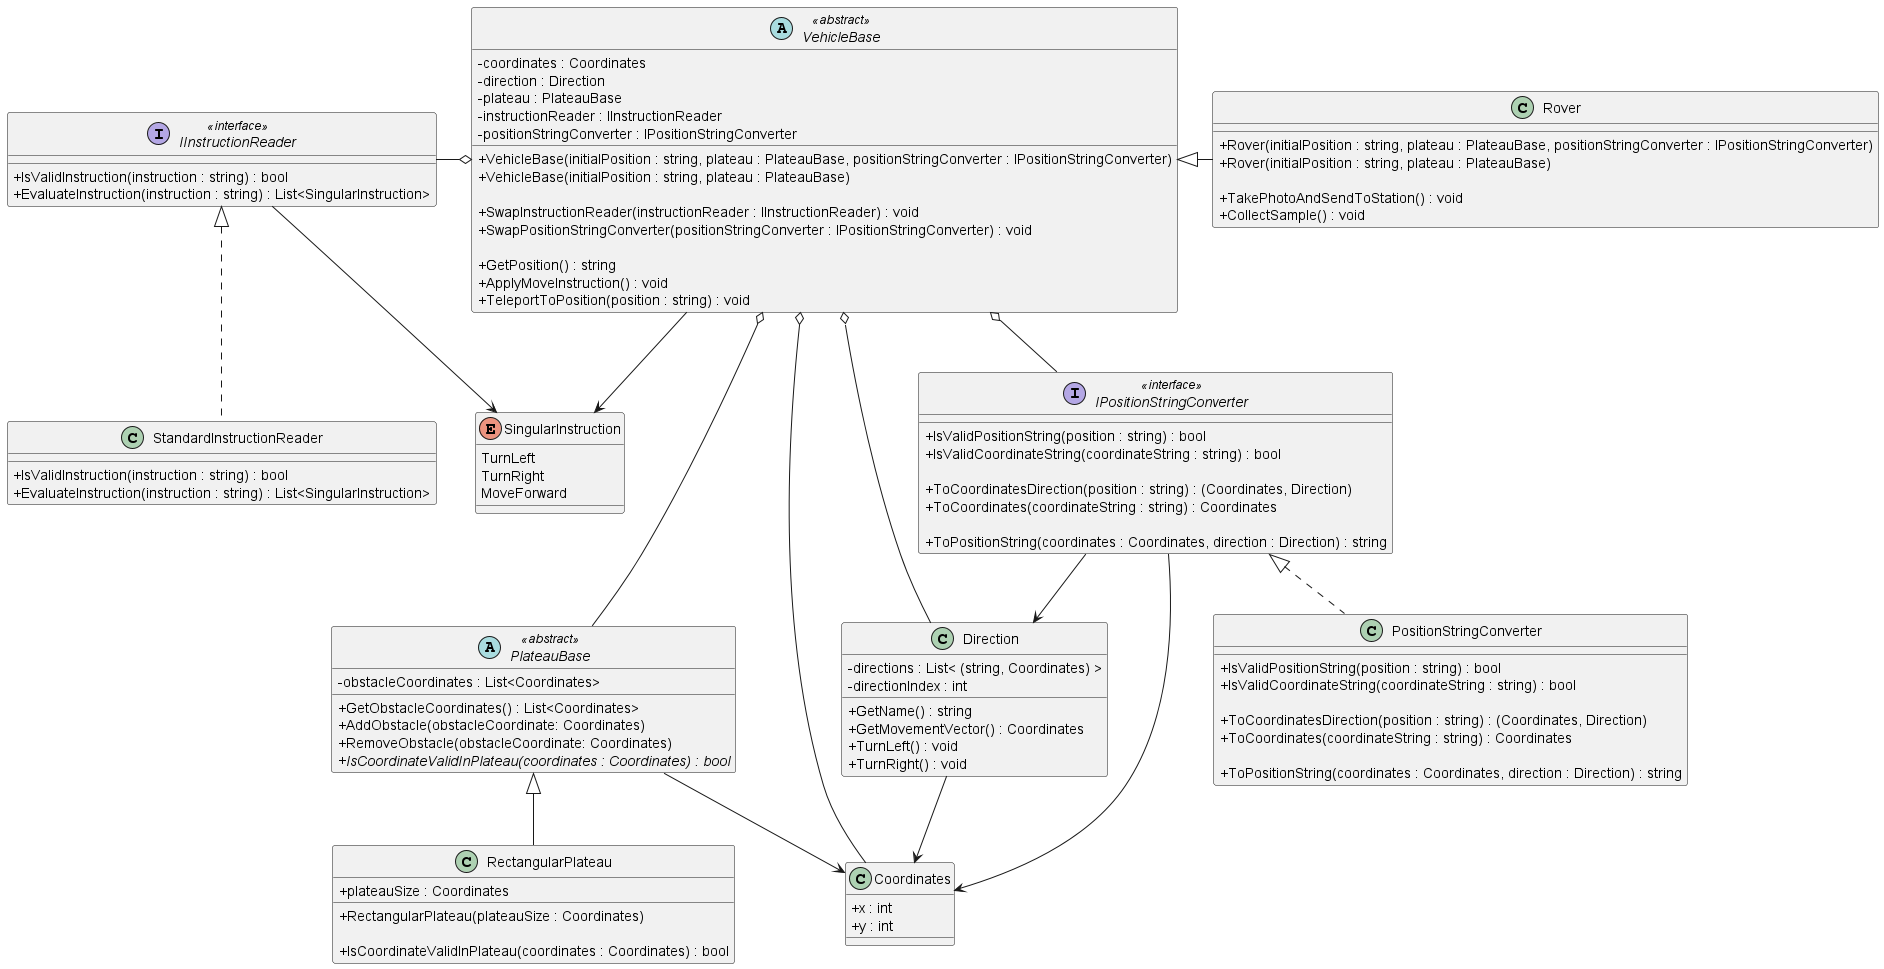 A
«abstract»
VehicleBase
-coordinates : Coordinates
-direction : Direction
-plateau : PlateauBase
-instructionReader : IInstructionReader
-positionStringConverter : IPositionStringConverter
+VehicleBase(initialPosition : string, plateau : PlateauBase, positionStringConverter : IPositionStringConverter)
+VehicleBase(initialPosition : string, plateau : PlateauBase)
+SwapInstructionReader(instructionReader : IInstructionReader) : void
+SwapPositionStringConverter(positionStringConverter : IPositionStringConverter) : void
+GetPosition() : string
+ApplyMoveInstruction() : void
+TeleportToPosition(position : string) : void
I
«interface»
IInstructionReader
+IsValidInstruction(instruction : string) : bool
+EvaluateInstruction(instruction : string) : List<SingularInstruction>
C
Rover
+Rover(initialPosition : string, plateau : PlateauBase, positionStringConverter : IPositionStringConverter)
+Rover(initialPosition : string, plateau : PlateauBase)
+TakePhotoAndSendToStation() : void
+CollectSample() : void
C
StandardInstructionReader
+IsValidInstruction(instruction : string) : bool
+EvaluateInstruction(instruction : string) : List<SingularInstruction>
E
SingularInstruction
TurnLeft
TurnRight
MoveForward
I
«interface»
IPositionStringConverter
+IsValidPositionString(position : string) : bool
+IsValidCoordinateString(coordinateString : string) : bool
+ToCoordinatesDirection(position : string) : (Coordinates, Direction)
+ToCoordinates(coordinateString : string) : Coordinates
+ToPositionString(coordinates : Coordinates, direction : Direction) : string
A
«abstract»
PlateauBase
-obstacleCoordinates : List<Coordinates>
+GetObstacleCoordinates() : List<Coordinates>
+AddObstacle(obstacleCoordinate: Coordinates)
+RemoveObstacle(obstacleCoordinate: Coordinates)
+IsCoordinateValidInPlateau(coordinates : Coordinates) : bool
C
Direction
-directions : List< (string, Coordinates) >
-directionIndex : int
+GetName() : string
+GetMovementVector() : Coordinates
+TurnLeft() : void
+TurnRight() : void
C
PositionStringConverter
+IsValidPositionString(position : string) : bool
+IsValidCoordinateString(coordinateString : string) : bool
+ToCoordinatesDirection(position : string) : (Coordinates, Direction)
+ToCoordinates(coordinateString : string) : Coordinates
+ToPositionString(coordinates : Coordinates, direction : Direction) : string
C
RectangularPlateau
+plateauSize : Coordinates
+RectangularPlateau(plateauSize : Coordinates)
+IsCoordinateValidInPlateau(coordinates : Coordinates) : bool
C
Coordinates
+x : int
+y : int